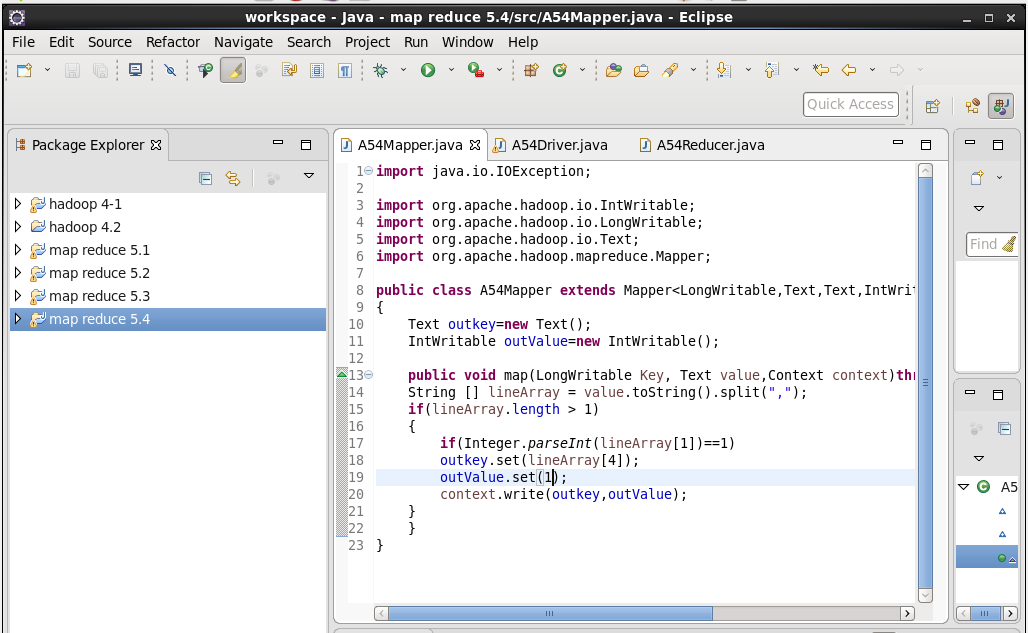 workspace - Java - map reduce 5.4/src/A54Mapper.java - Eclipse
File Edit Source Refactor Navigate Search Project Run Window Help
Quick Access
Package Explorer
A54Mapper.java
A54Driver.java
A54Reducer.java
hadoop 4-1
hadoop 4.2
map reduce 5.1
map reduce 5.2
map reduce 5.3
map reduce 5.4
1 import java.io.IOException;
2
3 import org.apache.hadoop.io.IntWritable;
4 import org.apache.hadoop.io.LongWritable;
5 import org.apache.hadoop.io.Text;
6 import org.apache.hadoop.mapreduce.Mapper;
7
8 public class A54Mapper extends Mapper<LongWritable,Text,Text,IntWrit
9 {
10 Text outkey=new Text();
11 IntWritable outValue=new IntWritable();
12
13 public void map(LongWritable Key, Text value,Context context)thr
14 String [] lineArray = value.toString().split(",");
15 if(lineArray.length > 1)
16 {
17 if(Integer.parseInt(lineArray[1])==1)
18 outkey.set(lineArray[4]);
19 outValue.set(1);
20 context.write(outkey,outValue);
21 }
22 }
23 }
Find
A5